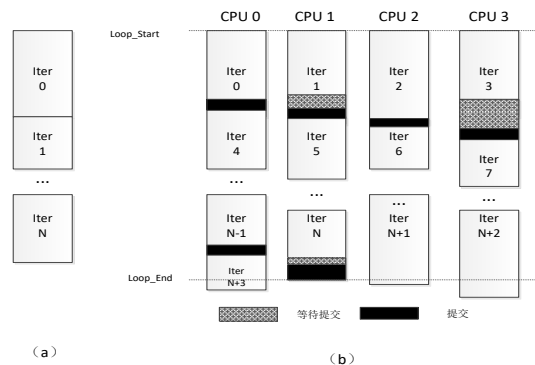 CPU 0 CPU 1 CPU 2 CPU 3
Loop_Start
Iter
0
Iter
1
...
Iter
N
Iter
0
Iter
4
...
Iter
N-1
Iter
N+3
Iter
1
Iter
5
...
Iter
N
Iter
2
Iter
6
...
Iter
N+1
Iter
3
Iter
7
...
Iter
N+2
Loop_End
等待提交 提交
（a） （b）